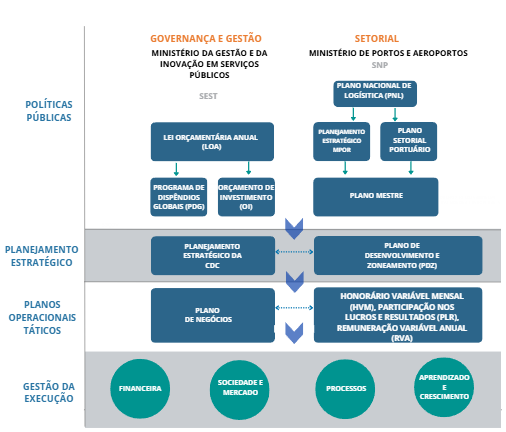 GOVERNANÇA E GESTÃO
MINISTÉRIO DA GESTÃO E DA
INOVAÇÃO EM SERVIÇOS
PÚBLICOS
SEST
SETORIAL
MINISTÉRIO DE PORTOS E AEROPORTOS
SNP
POLÍTICAS
PÚBLICAS
LEI ORÇAMENTÁRIA ANUAL
(LOA)
PROGRAMA DE
DISPÊNDIOS
GLOBAIS (PDG)
ORÇAMENTO DE
INVESTIMENTO
(OI)
PLANO NACIONAL DE
LOGÍSITICA (PNL)
PLANEJAMENTO
ESTRATÉGICO
MPOR
PLANO
SETORIAL
PORTUÁRIO
PLANO MESTRE
PLANEJAMENTO
ESTRATÉGICO
PLANEJAMENTO
ESTRATÉGICO DA
CDC
PLANO DE
DESENVOLVIMENTO E
ZONEAMENTO (PDZ)
PLANOS
OPERACIONAIS
TÁTICOS
PLANO
DE NEGÓCIOS
HONORÁRIO VARIÁVEL MENSAL
(HVM), PARTICIPAÇÃO NOS
LUCROS E RESULTADOS (PLR),
REMUNERAÇÃO VARIÁVEL ANUAL
(RVA)
GESTÃO DA
EXECUÇÃO
FINANCEIRA
SOCIEDADE E
MERCADO
PROCESSOS
APRENDIZADO
E
CRESCIMENTO